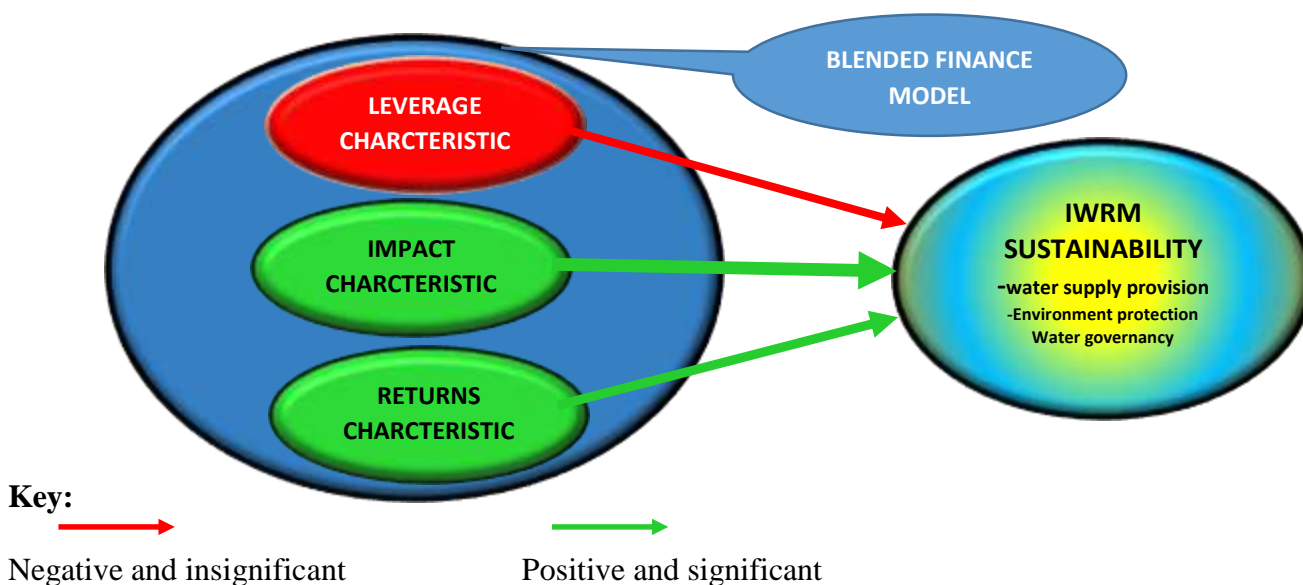 BLENDED FINANCE
MODEL
LEVERAGE
CHARCTERISTIC
IMPACT
CHARCTERISTIC
RETURNS
CHARCTERISTIC
IWRM
SUSTAINABILITY
-water supply provision
-Environment protection
Water governancy
Key:
Negative and insignificant
Positive and significant